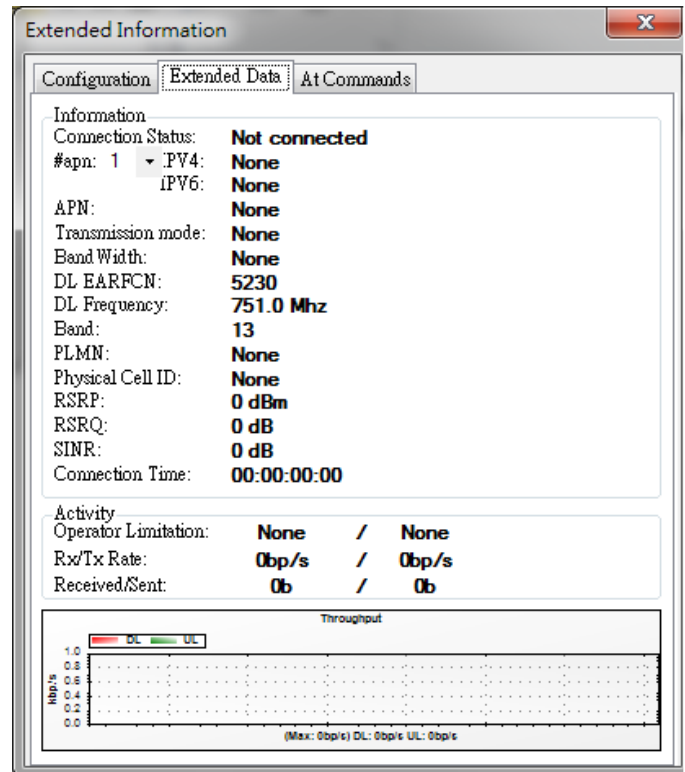 Extended Information
Configuration Extended Data At Commands
Information
Connection Status: Not connected
#apn: 1 IPV4: None
IPV6: None
APN: None
Transmission mode: None
Band Width: None
DL EARFCN: 5230
DL Frequency: 751.0 Mhz
Band: 13
PLMN: None
Physical Cell ID: None
RSRP: 0 dBm
RSRQ: 0 dB
SINR: 0 dB
Connection Time: 00:00:00:00
Activity
Operator Limitation: None / None
Rx/Tx Rate: 0bp/s / 0bp/s
Received/Sent: 0b / 0b
Throughput
DL UL
kbp/s
1.0
0.8
0.6
0.4
0.2
0.0
(Max: 0bp/s) DL: 0bp/s UL: 0bp/s